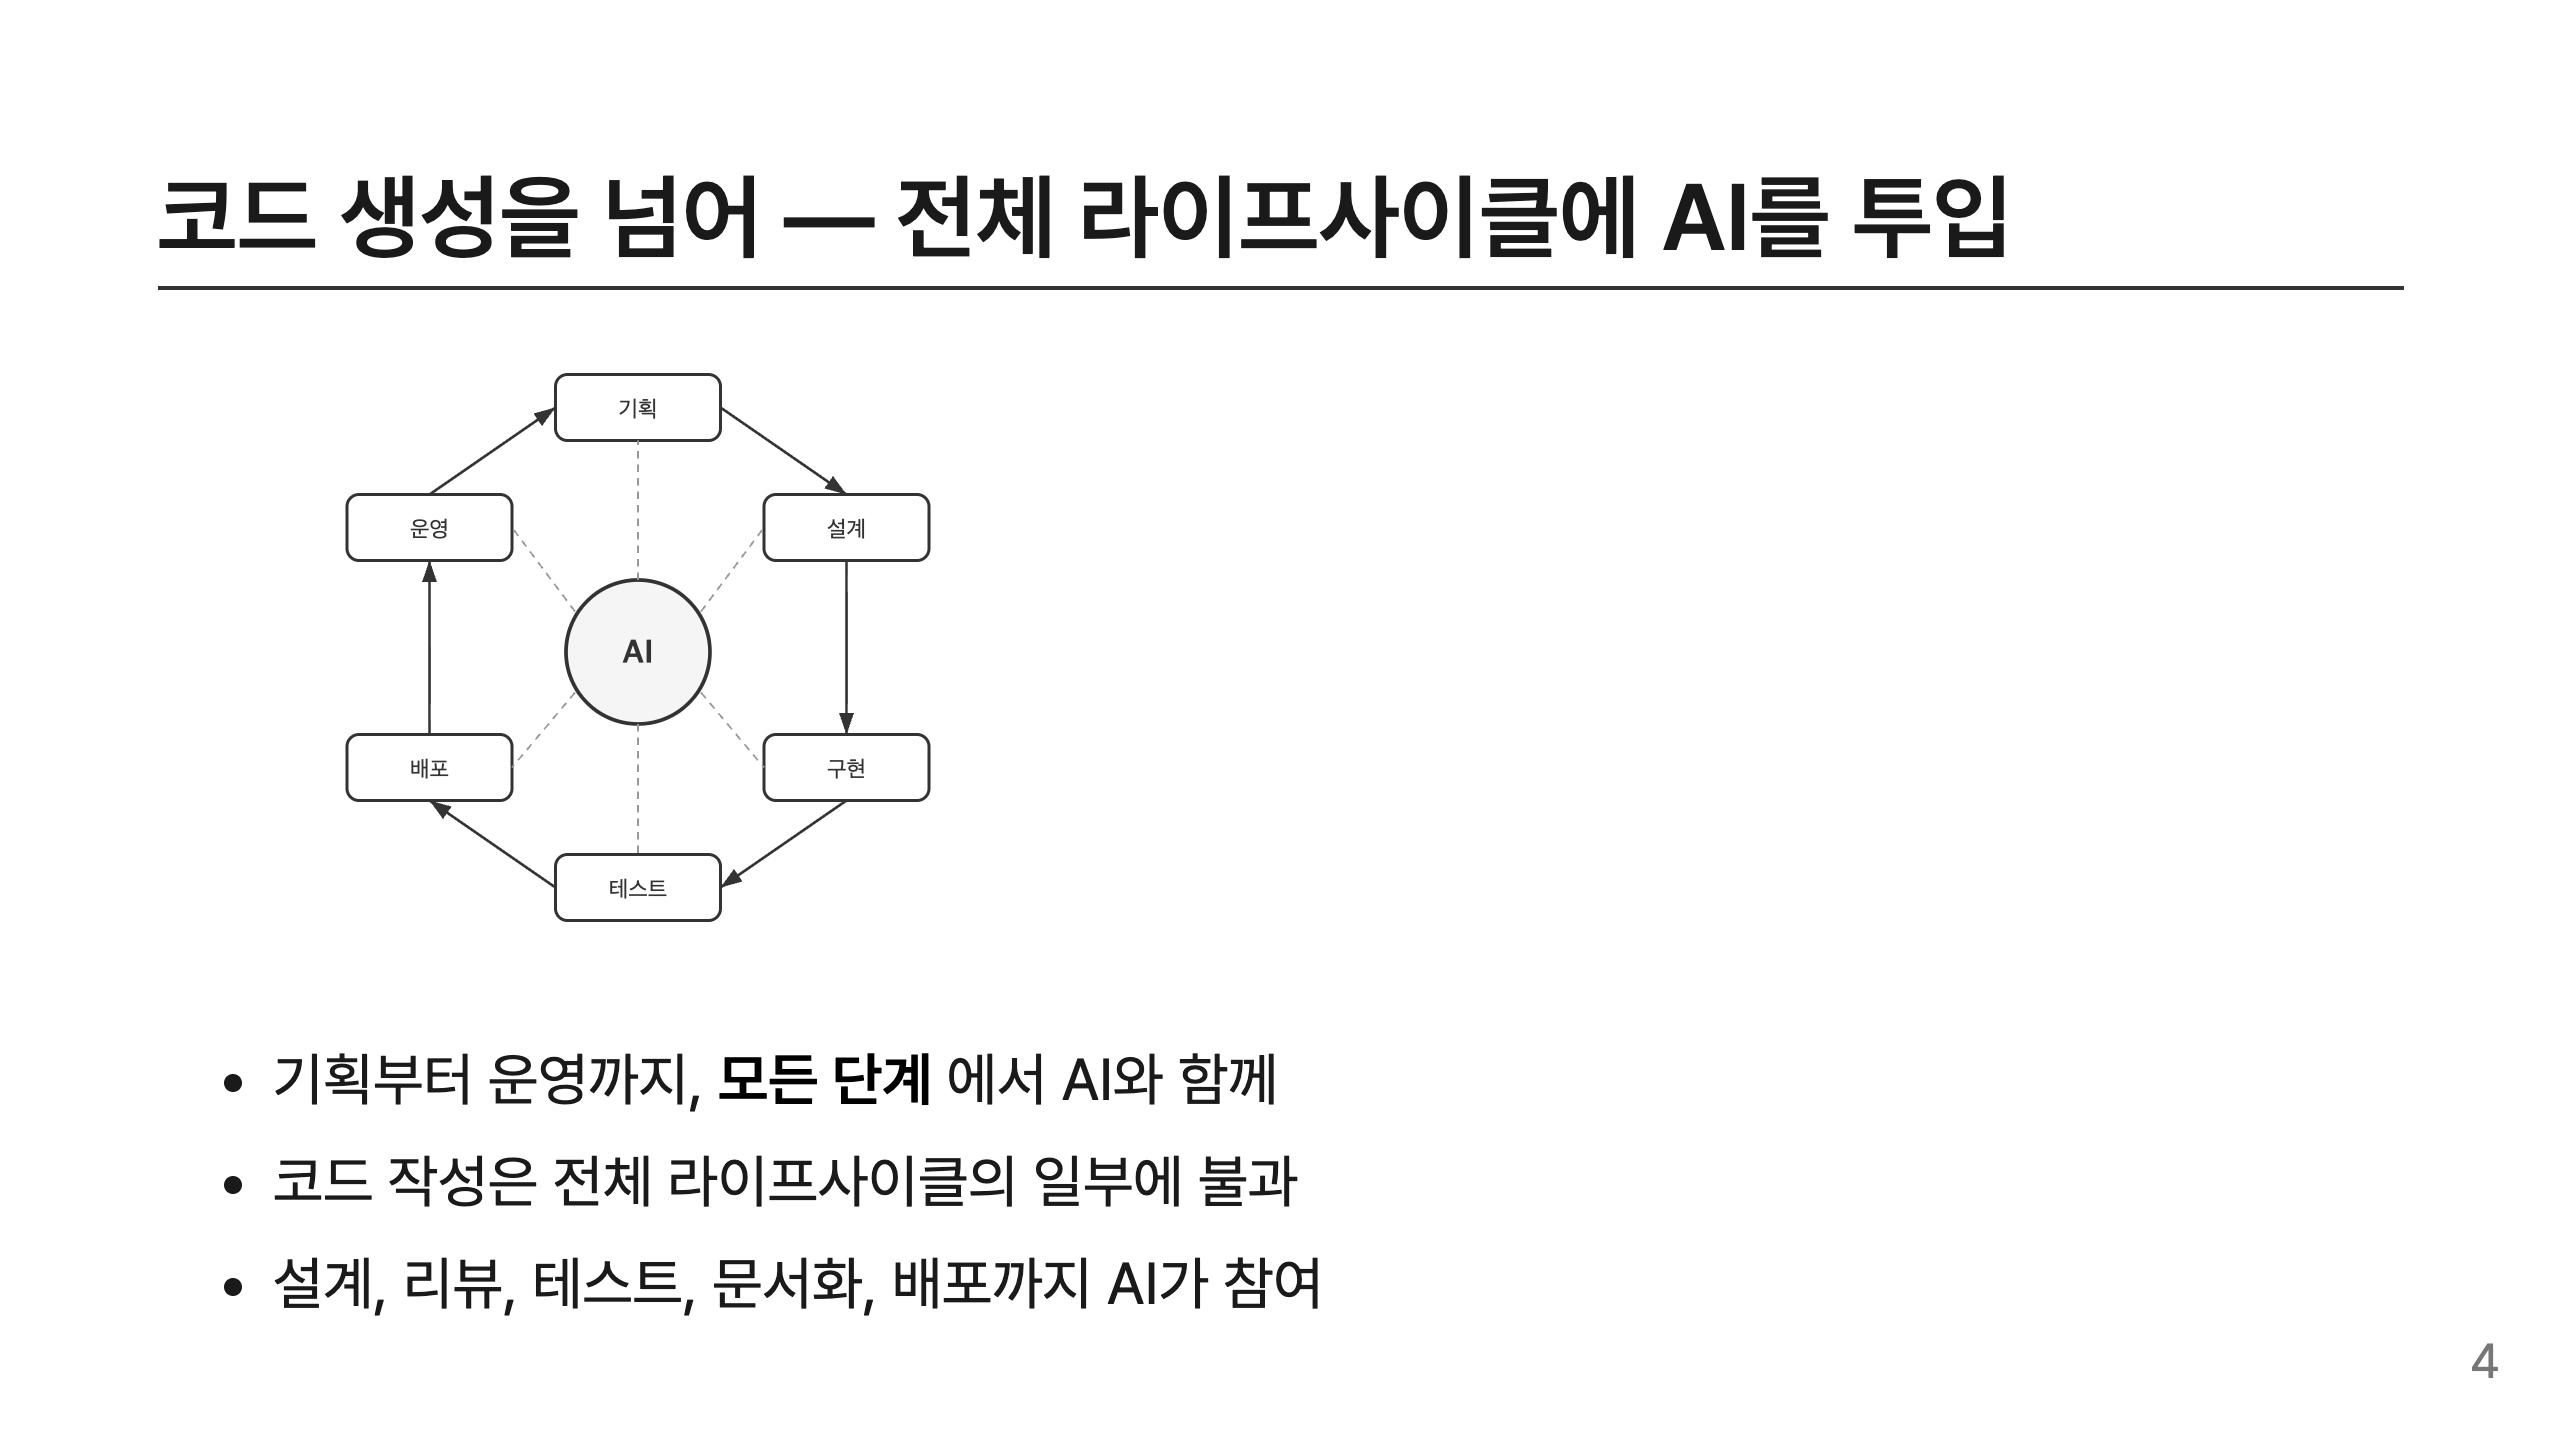 코드 생성을 넘어 — 전체 라이프사이클에 AI를 투입
기획
운영
설계
AI
배포
구현
테스트
• 기획부터 운영까지, 모든 단계 에서 AI와 함께
• 코드 작성은 전체 라이프사이클의 일부에 불과
• 설계, 리뷰, 테스트, 문서화, 배포까지 AI가 참여
4